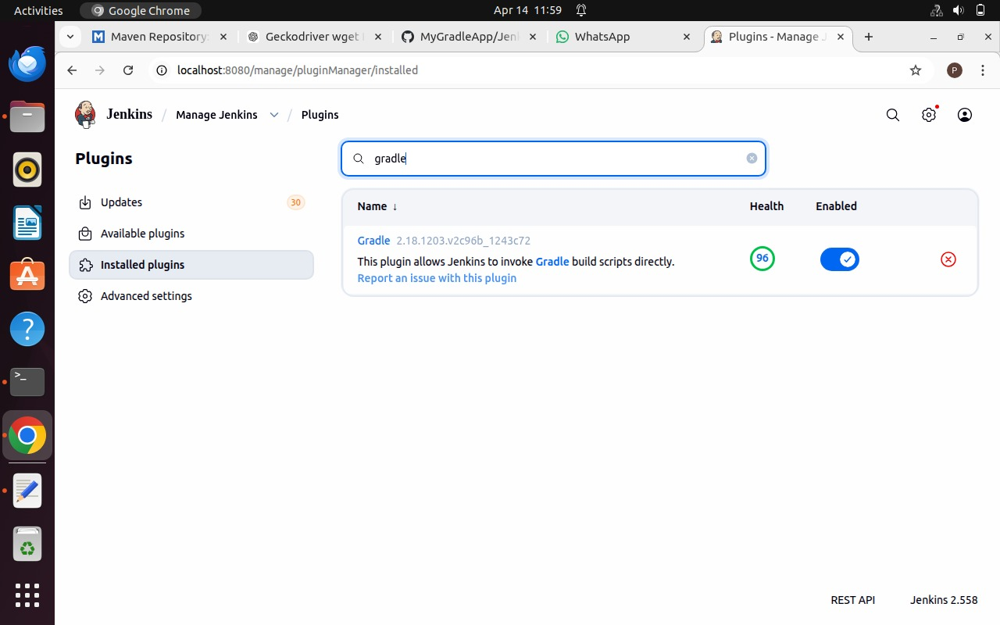 Activities
Google Chrome
Apr 14 11:59
Maven Repository:
Geckodriver wget
MyGradleApp/Jen
WhatsApp
Plugins - Manage J
localhost:8080/manage/pluginManager/installed
P
Jenkins / Manage Jenkins / Plugins
Plugins
gradle
Updates 30
Available plugins
Installed plugins
Advanced settings
Name ↓ Health Enabled
Gradle 2.18.1203.v2c96b_1243c72
This plugin allows Jenkins to invoke Gradle build scripts directly.
Report an issue with this plugin
96
REST API Jenkins 2.558